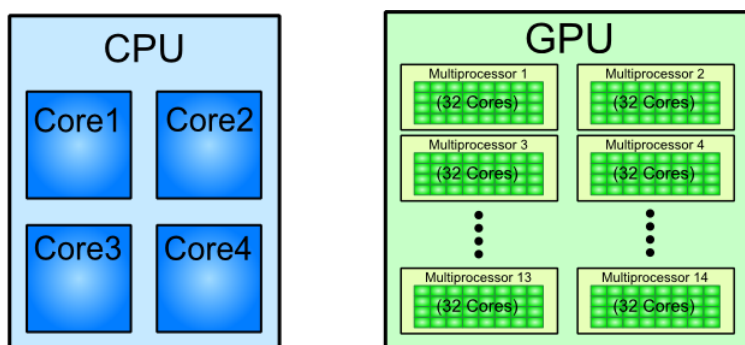 CPU
Core1
Core2
Core3
Core4
GPU
Multiprocessor 1
(32 Cores)
Multiprocessor 2
(32 Cores)
Multiprocessor 3
(32 Cores)
Multiprocessor 4
(32 Cores)
Multiprocessor 13
(32 Cores)
Multiprocessor 14
(32 Cores)